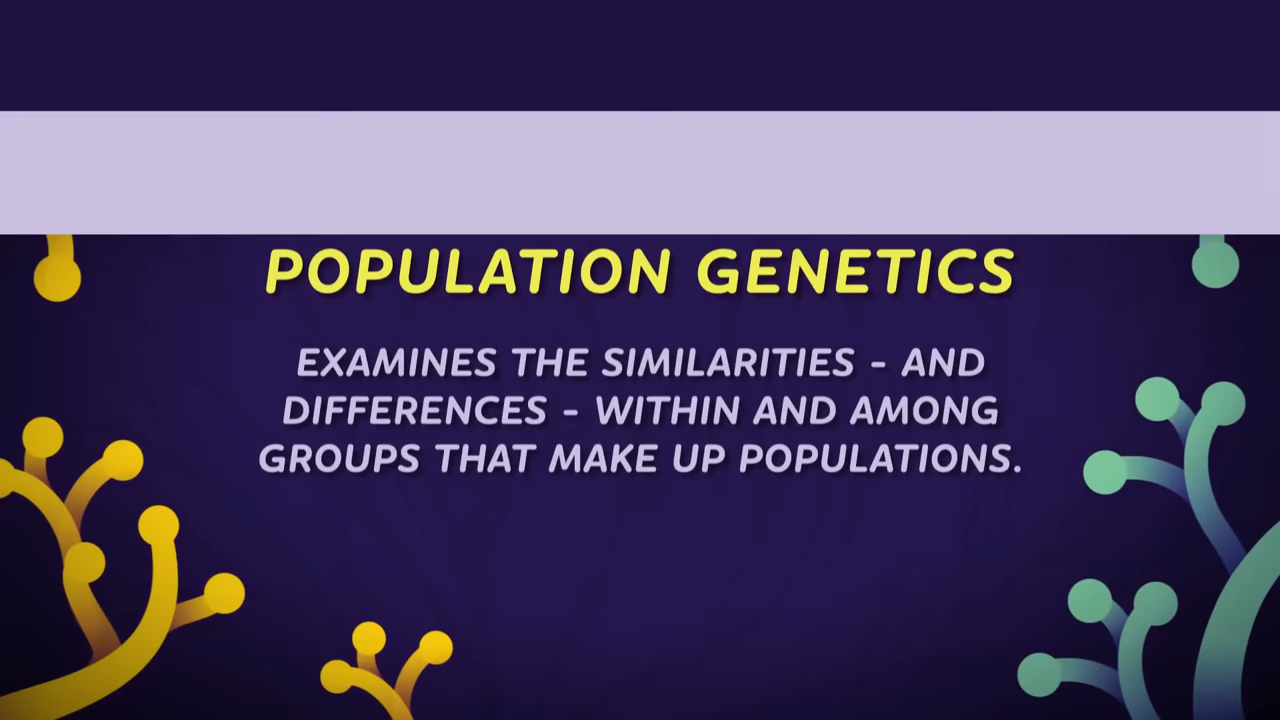 POPULATION GENETICS
EXAMINES THE SIMILARITIES - AND
DIFFERENCES - WITHIN AND AMONG
GROUPS THAT MAKE UP POPULATIONS.